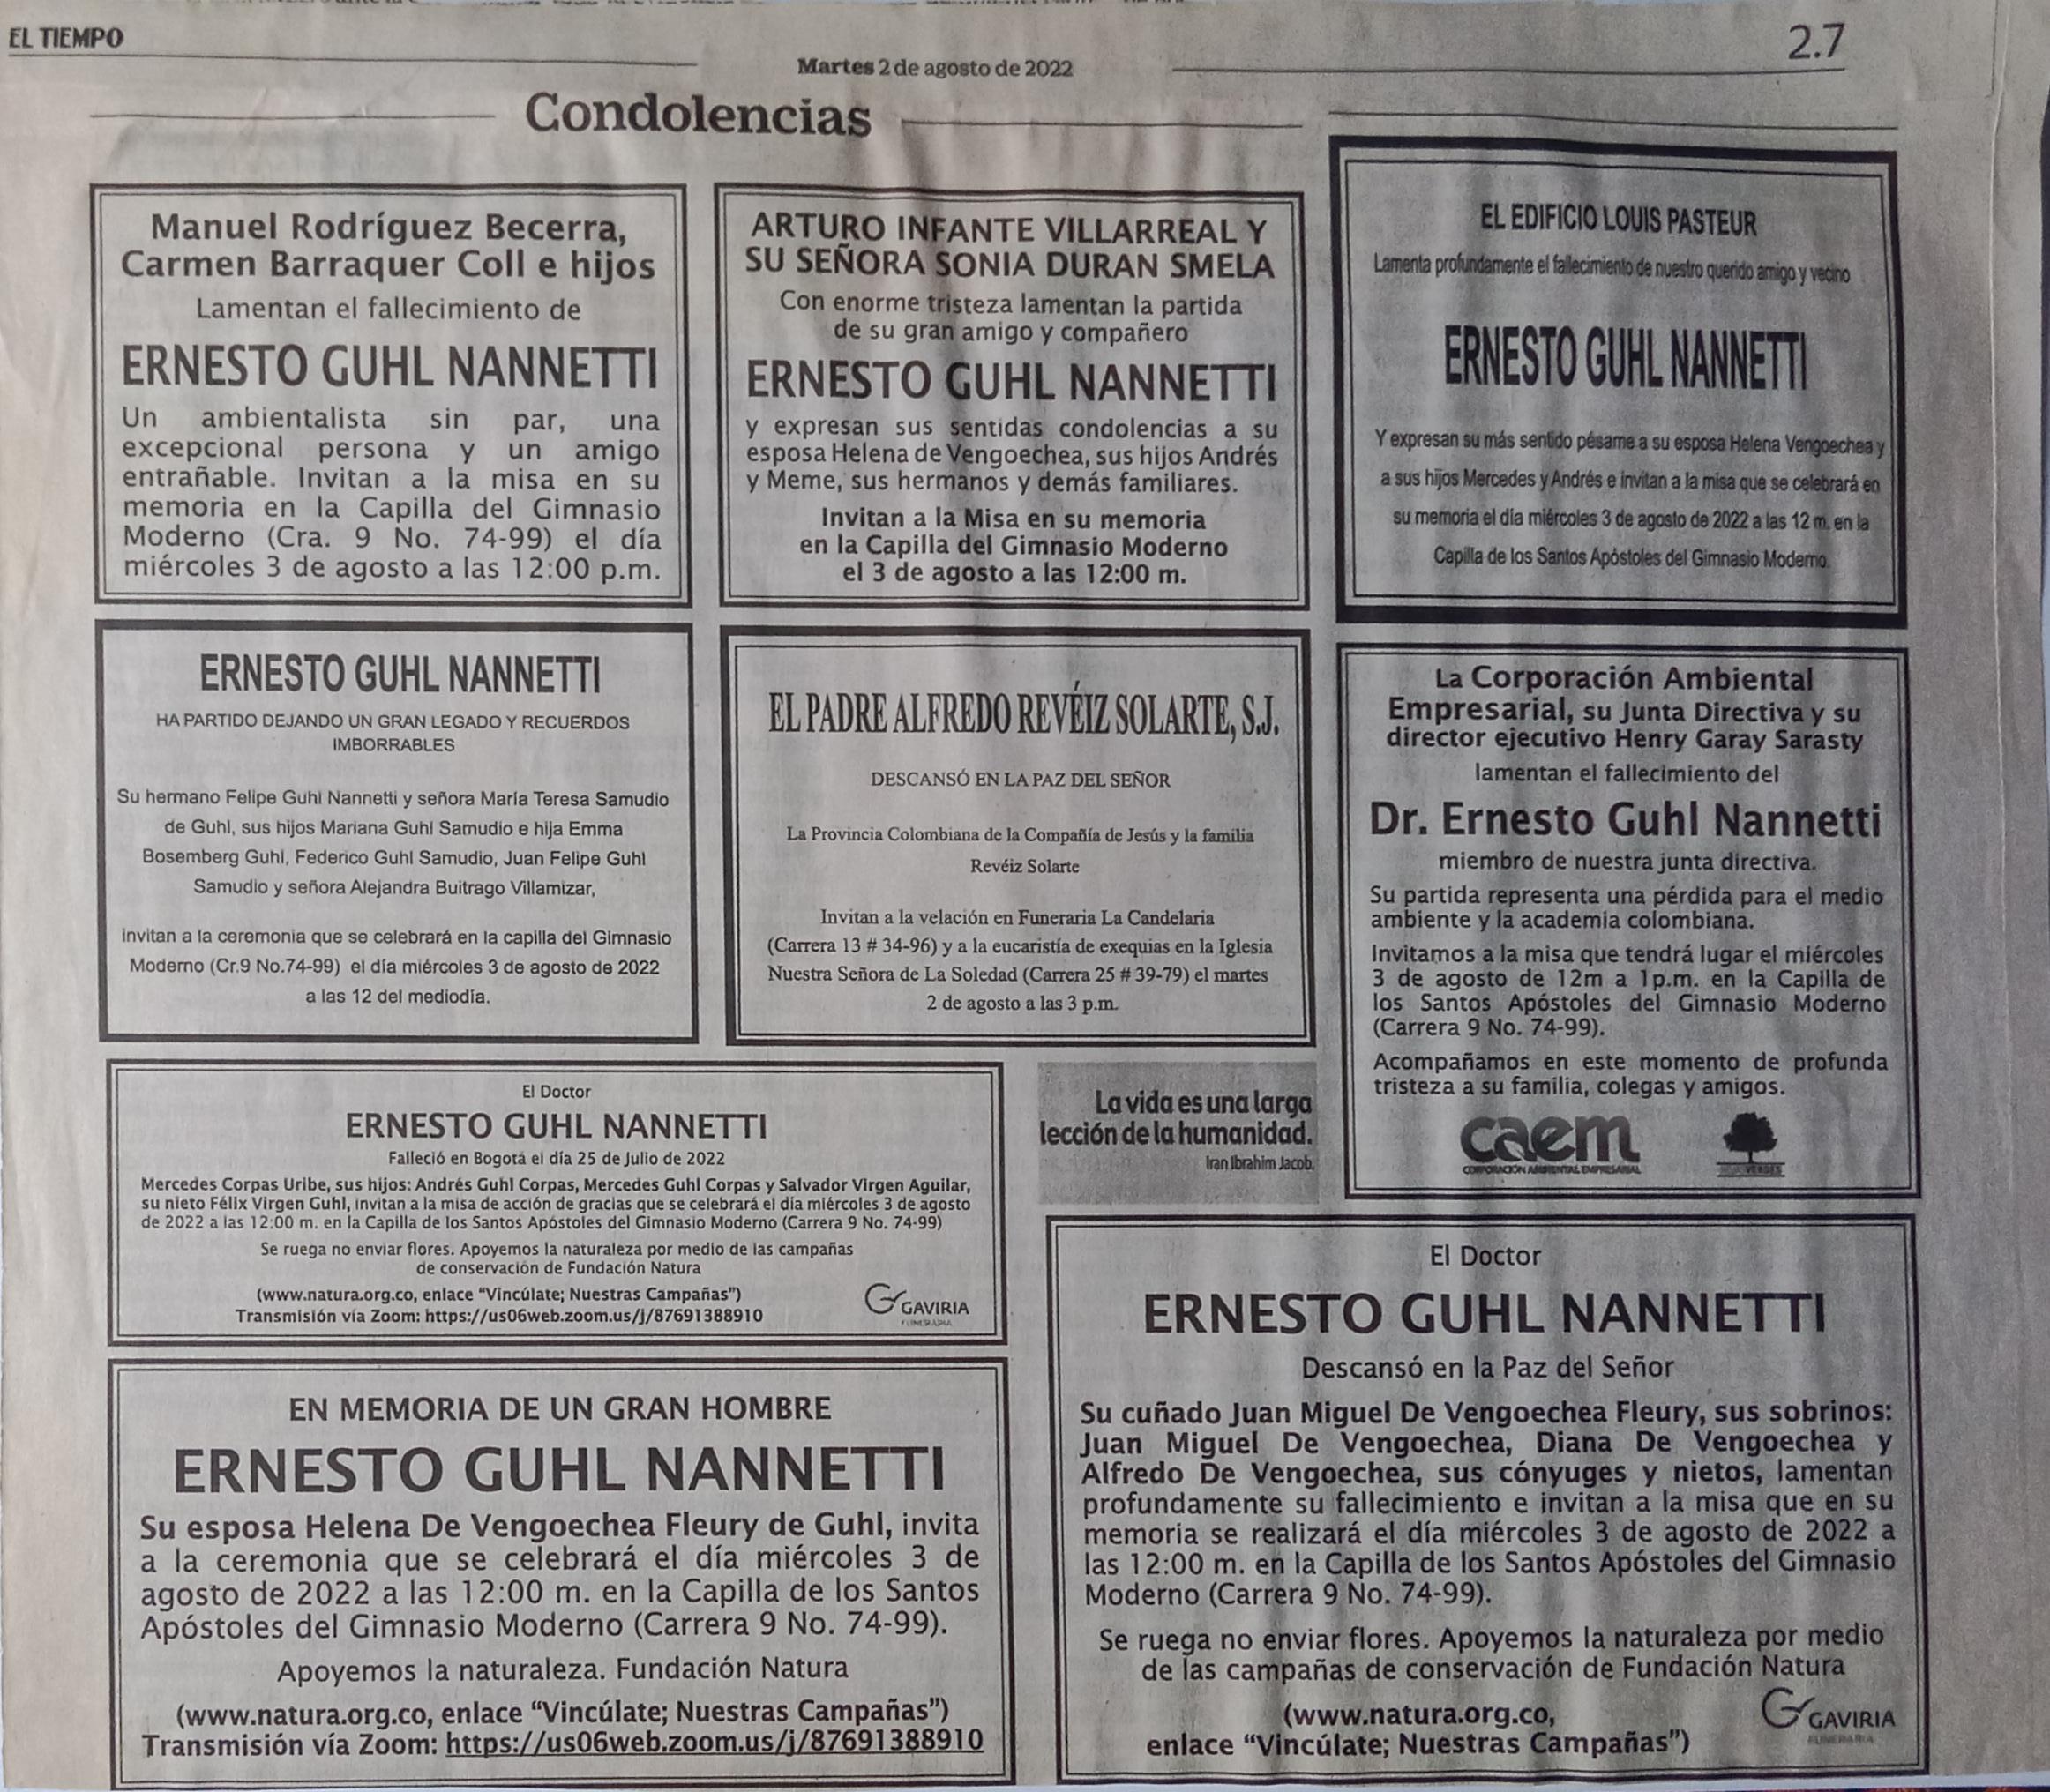 EL TIEMPO
Martes 2 de agosto de 2022
2.7
Condolencias
Manuel Rodríguez Becerra,
Carmen Barraquer Coll e hijos
Lamentan el fallecimiento de
ERNESTO GUHL NANNETTI
Un ambientalista sin par, una
excepcional persona y un amigo
entrañable. Invitan a la misa en su
memoria en la Capilla del Gimnasio
Moderno (Cra. 9 No. 74-99) el día
miércoles 3 de agosto a las 12:00 p.m.
ARTURO INFANTE VILLARREAL Y
SU SEÑORA SONIA DURAN SMELA
Con enorme tristeza lamentan la partida
de su gran amigo y compañero
ERNESTO GUHL NANNETTI
y expresan sus sentidas condolencias a su
esposa Helena de Vengoechea, sus hijos Andrés
y Meme, sus hermanos y demás familiares.
Invitan a la Misa en su memoria
en la Capilla del Gimnasio Moderno
el 3 de agosto a las 12:00 m.
EL EDIFICIO LOUIS PASTEUR
Lamenta profundamente el fallecimiento de nuestro querido amigo y vecino
ERNESTO GUHL NANNETTI
Y expresan su más sentido pésame a su esposa Helena Vengoechea y
a sus hijos Mercedes y Andrés e invitan a la misa que se celebrará en
su memoria el día miércoles 3 de agosto de 2022 a las 12 m. en la
Capilla de los Santos Apóstoles del Gimnasio Moderno.
ERNESTO GUHL NANNETTI
HA PARTIDO DEJANDO UN GRAN LEGADO Y RECUERDOS
IMBORRABLES
Su hermano Felipe Guhl Nannetti y señora María Teresa Samudio
de Guhl, sus hijos Mariana Guhl Samudio e hija Emma
Bosemberg Guhl, Federico Guhl Samudio, Juan Felipe Guhl
Samudio y señora Alejandra Buitrago Villamizar,
invitan a la ceremonia que se celebrará en la capilla del Gimnasio
Moderno (Cr.9 No.74-99) el día miércoles 3 de agosto de 2022
a las 12 del mediodía.
EL PADRE ALFREDO REVÉIZ SOLARTE, S.J.
DESCANSÓ EN LA PAZ DEL SEÑOR
La Provincia Colombiana de la Compañía de Jesús y la familia
Revéiz Solarte
Invitan a la velación en Funeraria La Candelaria
(Carrera 13 # 34-96) y a la eucaristía de exequias en la Iglesia
Nuestra Señora de La Soledad (Carrera 25 # 39-79) el martes
2 de agosto a las 3 p.m.
La Corporación Ambiental
Empresarial, su Junta Directiva y su
director ejecutivo Henry Garay Sarasty
lamentan el fallecimiento del
Dr. Ernesto Guhl Nannetti
miembro de nuestra junta directiva.
Su partida representa una pérdida para el medio
ambiente y la academia colombiana.
Invitamos a la misa que tendrá lugar el miércoles
3 de agosto de 12m a 1p.m. en la Capilla de
los Santos Apóstoles del Gimnasio Moderno
(Carrera 9 No. 74-99).
Acompañamos en este momento de profunda
tristeza a su familia, colegas y amigos.
caem
CORPORACIÓN AMBIENTAL EMPRESARIAL
El Doctor
ERNESTO GUHL NANNETTI
Falleció en Bogotá el día 25 de Julio de 2022
Mercedes Corpas Uribe, sus hijos: Andrés Guhl Corpas, Mercedes Guhl Corpas y Salvador Virgen Aguilar,
su nieto Félix Virgen Guhl, invitan a la misa de acción de gracias que se celebrará el día miércoles 3 de agosto
de 2022 a las 12:00 m. en la Capilla de los Santos Apóstoles del Gimnasio Moderno (Carrera 9 No. 74-99)
Se ruega no enviar flores. Apoyemos la naturaleza por medio de las campañas
de conservación de Fundación Natura
(www.natura.org.co, enlace “Vincúlate; Nuestras Campañas”)
Transmisión vía Zoom: https://us06web.zoom.us/j/87691388910
GAVIRIA
FUNERARIA
La vida es una larga
lección de la humanidad.
Iran Ibrahim Jacob.
EN MEMORIA DE UN GRAN HOMBRE
ERNESTO GUHL NANNETTI
Su esposa Helena De Vengoechea Fleury de Guhl, invita
a la ceremonia que se celebrará el día miércoles 3 de
agosto de 2022 a las 12:00 m. en la Capilla de los Santos
Apóstoles del Gimnasio Moderno (Carrera 9 No. 74-99).
Apoyemos la naturaleza. Fundación Natura
(www.natura.org.co, enlace “Vincúlate; Nuestras Campañas”)
Transmisión vía Zoom: https://us06web.zoom.us/j/87691388910
El Doctor
ERNESTO GUHL NANNETTI
Descansó en la Paz del Señor
Su cuñado Juan Miguel De Vengoechea Fleury, sus sobrinos:
Juan Miguel De Vengoechea, Diana De Vengoechea y
Alfredo De Vengoechea, sus cónyuges y nietos, lamentan
profundamente su fallecimiento e invitan a la misa que en su
memoria se realizará el día miércoles 3 de agosto de 2022 a
las 12:00 m. en la Capilla de los Santos Apóstoles del Gimnasio
Moderno (Carrera 9 No. 74-99).
Se ruega no enviar flores. Apoyemos la naturaleza por medio
de las campañas de conservación de Fundación Natura
(www.natura.org.co,
enlace “Vincúlate; Nuestras Campañas”)
GAVIRIA
FUNERARIA